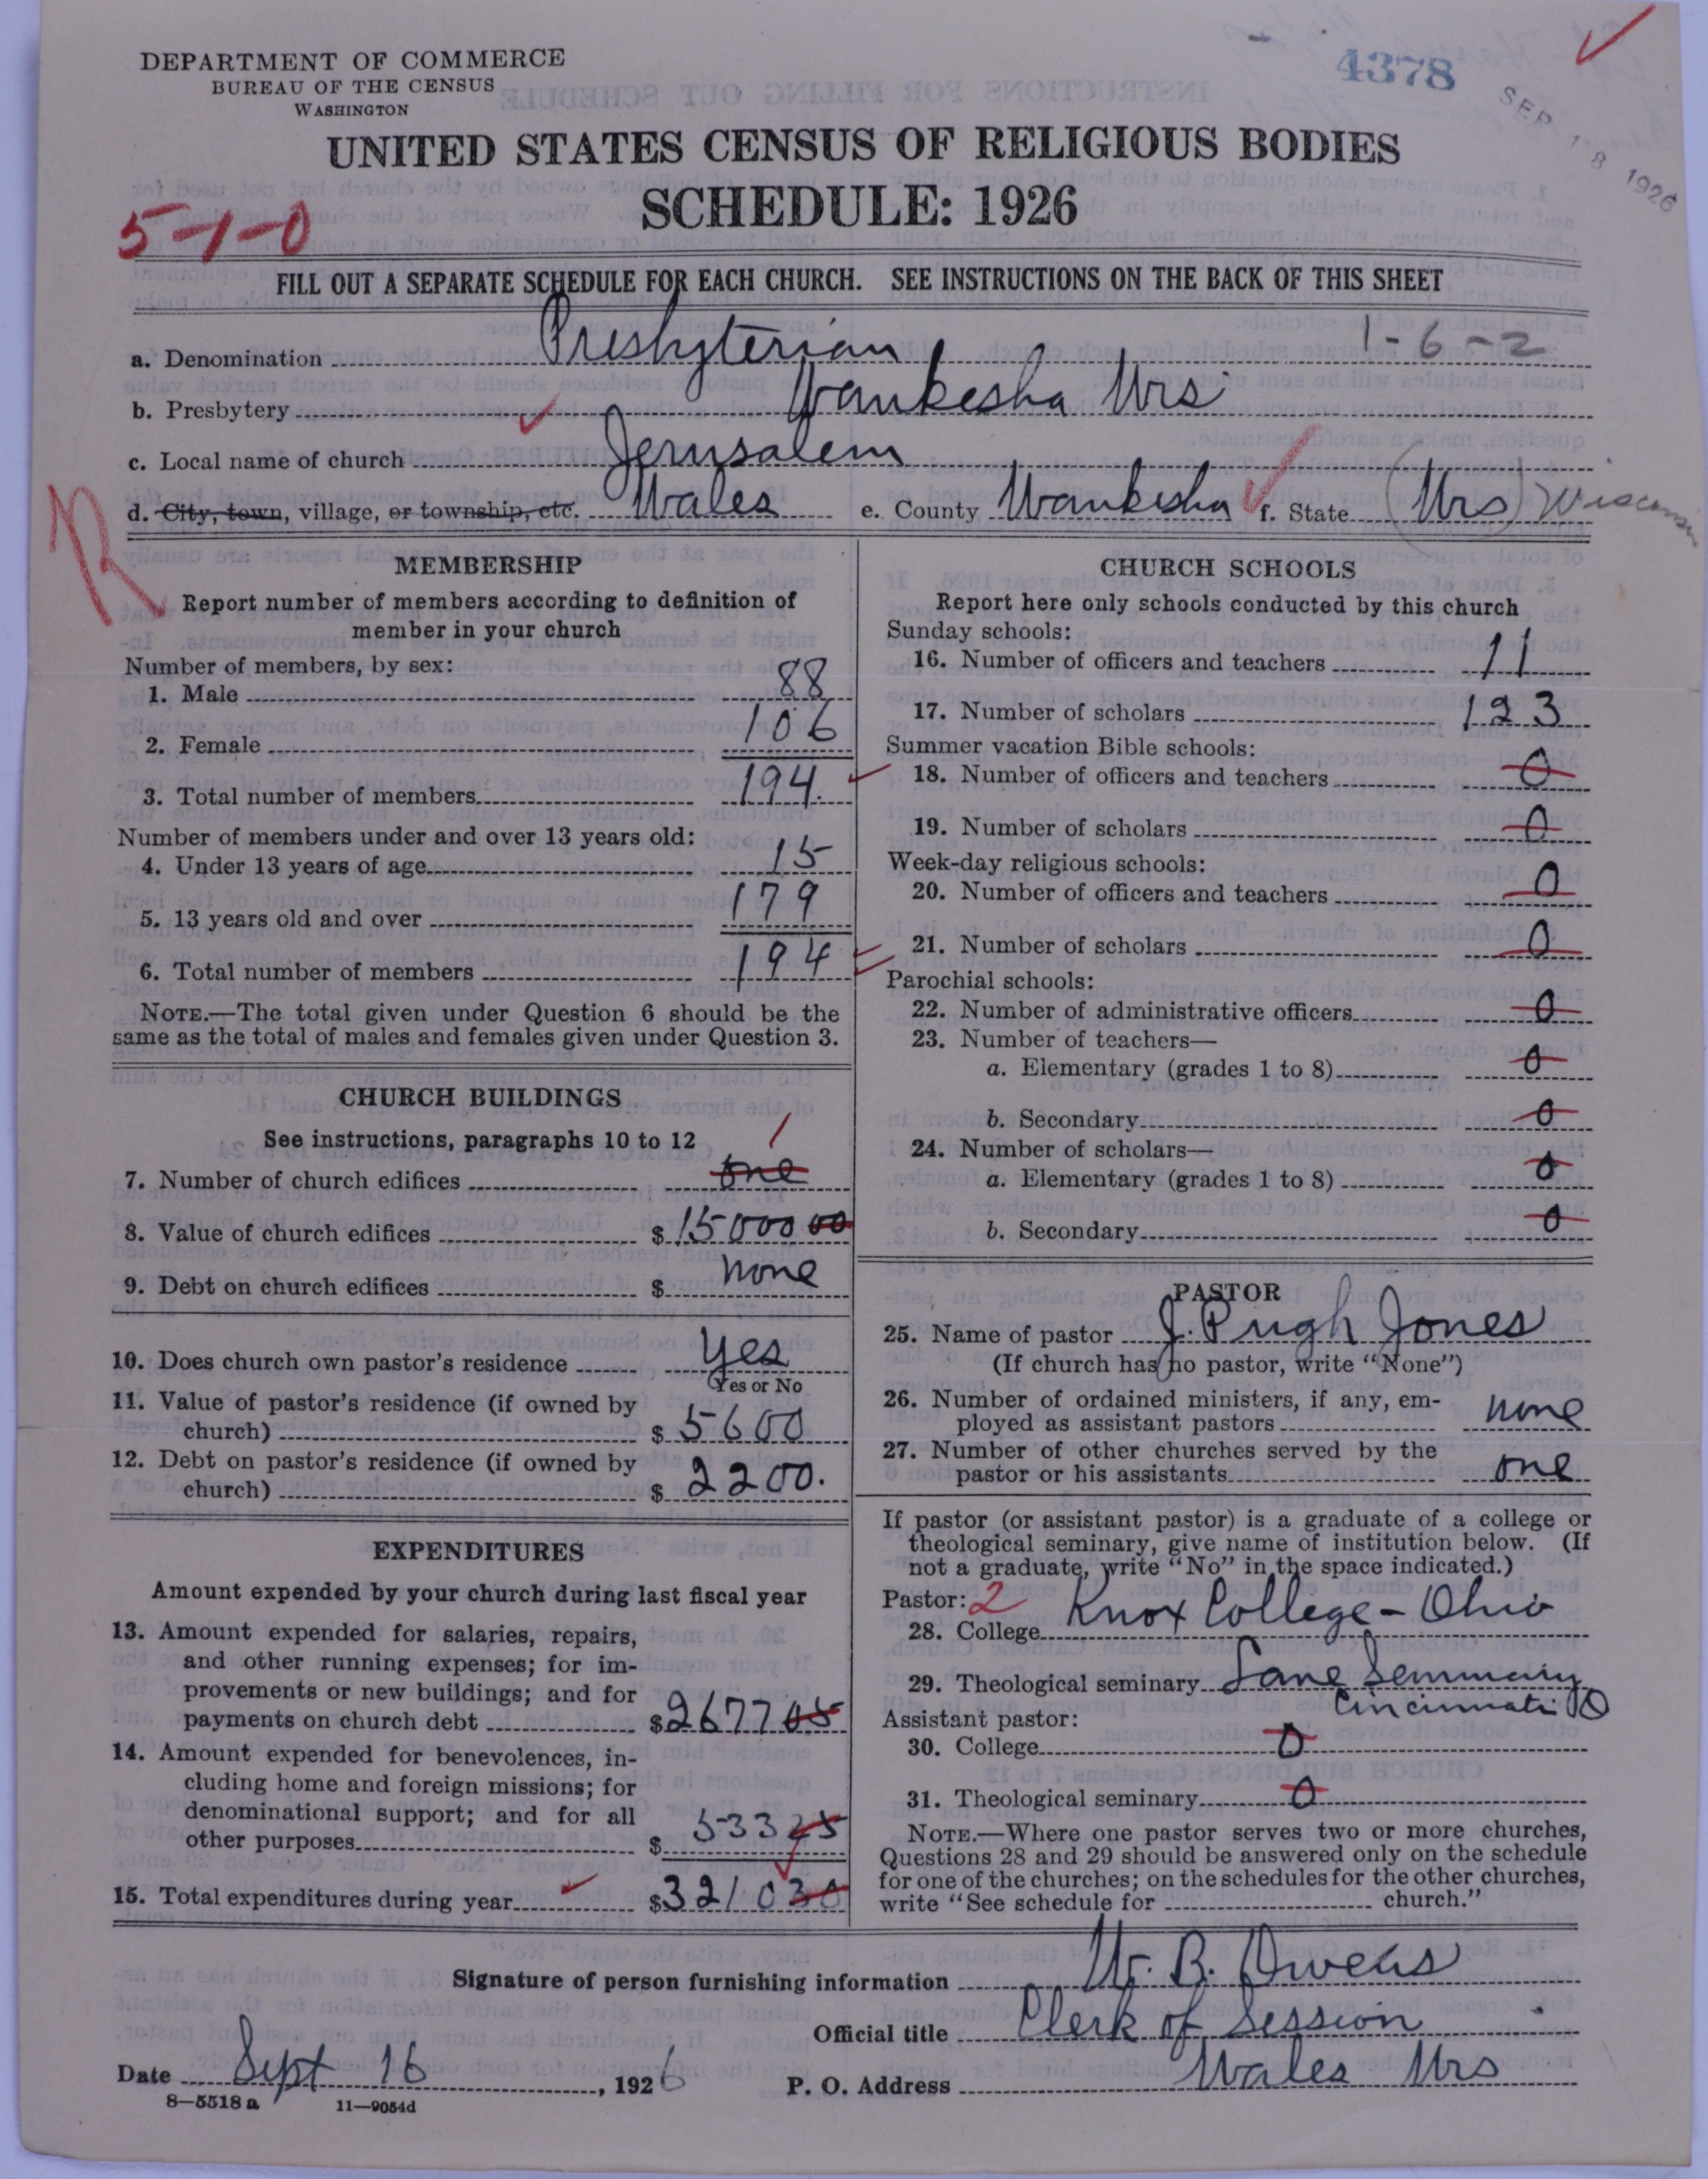 DEPARTMENT OF COMMERCE
BUREAU OF THE CENSUS
WASHINGTON
4378
SEP 18 1926
UNITED STATES CENSUS OF RELIGIOUS BODIES
SCHEDULE: 1926
5-1-0
FILL OUT A SEPARATE SCHEDULE FOR EACH CHURCH. SEE INSTRUCTIONS ON THE BACK OF THIS SHEET
a. Denomination Presbyterian 1-6-2
b. Presbytery Waukesha Wis
c. Local name of church Jerusalem
R
d. City, town, village, or township, etc. Wales e. County Waukesha f. State (Wis) Wisconsin
MEMBERSHIP
Report number of members according to definition of
member in your church
Number of members, by sex:
1. Male 88
2. Female 106
3. Total number of members 194.
Number of members under and over 13 years old:
4. Under 13 years of age 15
5. 13 years old and over 179
6. Total number of members 194
NOTE.—The total given under Question 6 should be the
same as the total of males and females given under Question 3.
CHURCH BUILDINGS
See instructions, paragraphs 10 to 12
1
7. Number of church edifices one
8. Value of church edifices $ 15000 00
9. Debt on church edifices $ none
10. Does church own pastor's residence Yes
Yes or No
11. Value of pastor's residence (if owned by
church) $ 5600
12. Debt on pastor's residence (if owned by
church) $ 2200.
EXPENDITURES
Amount expended by your church during last fiscal year
13. Amount expended for salaries, repairs,
and other running expenses; for im-
provements or new buildings; and for
payments on church debt $ 2677 05
14. Amount expended for benevolences, in-
cluding home and foreign missions; for
denominational support; and for all
other purposes $ 533 25
15. Total expenditures during year $ 3210 30
CHURCH SCHOOLS
Report here only schools conducted by this church
Sunday schools:
16. Number of officers and teachers 11
17. Number of scholars 123
Summer vacation Bible schools:
18. Number of officers and teachers 0
19. Number of scholars 0
Week-day religious schools:
20. Number of officers and teachers 0
21. Number of scholars 0
Parochial schools:
22. Number of administrative officers 0
23. Number of teachers—
a. Elementary (grades 1 to 8) 0
b. Secondary 0
24. Number of scholars—
a. Elementary (grades 1 to 8) 0
b. Secondary 0
PASTOR
25. Name of pastor J. Pugh Jones
(If church has no pastor, write "None")
26. Number of ordained ministers, if any, em-
ployed as assistant pastors none
27. Number of other churches served by the
pastor or his assistants one
If pastor (or assistant pastor) is a graduate of a college or
theological seminary, give name of institution below. (If
not a graduate, write "No" in the space indicated.)
Pastor: 2
28. College Knox College - Ohio
29. Theological seminary Lane Seminary
Cincinnati O
Assistant pastor:
30. College 0
31. Theological seminary 0
NOTE.—Where one pastor serves two or more churches,
Questions 28 and 29 should be answered only on the schedule
for one of the churches; on the schedules for the other churches,
write "See schedule for church."
Signature of person furnishing information W. B. Owens
Official title Clerk of Session
Date Sept 16, 1926 P. O. Address Wales Wis
8—5518 a 11—9054d